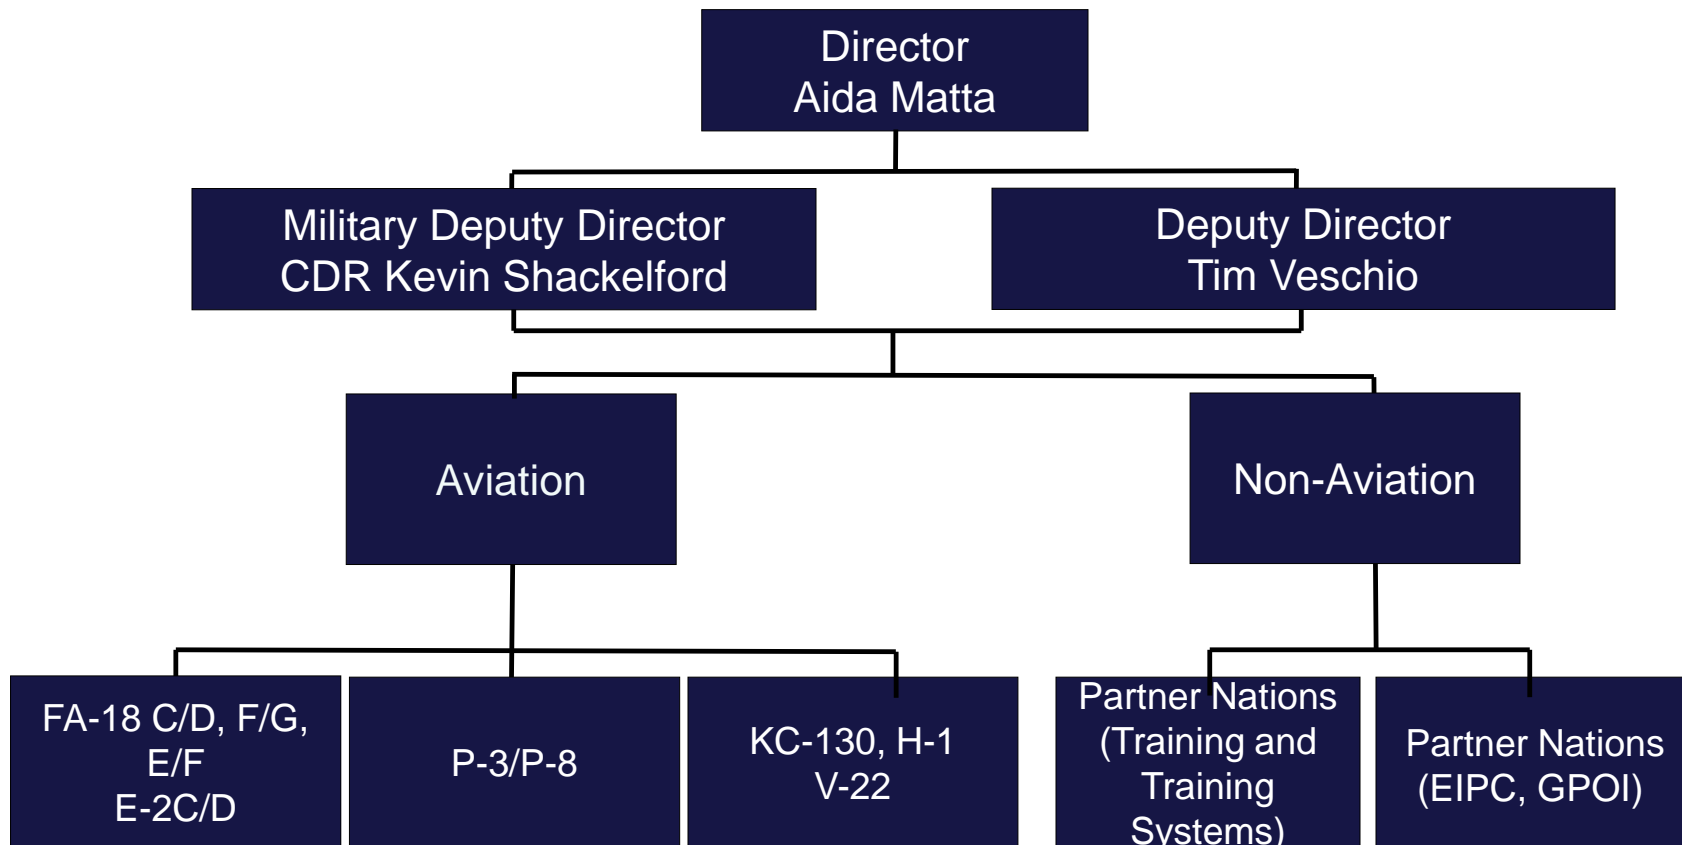 Director
Aida Matta
Military Deputy Director
CDR Kevin Shackelford
Deputy Director
Tim Veschio
Aviation
Non-Aviation
FA-18 C/D, F/G,
E/F
E-2C/D
P-3/P-8
KC-130, H-1
V-22
Partner Nations
(Training and
Training
Systems)
Partner Nations
(EIPC, GPOI)